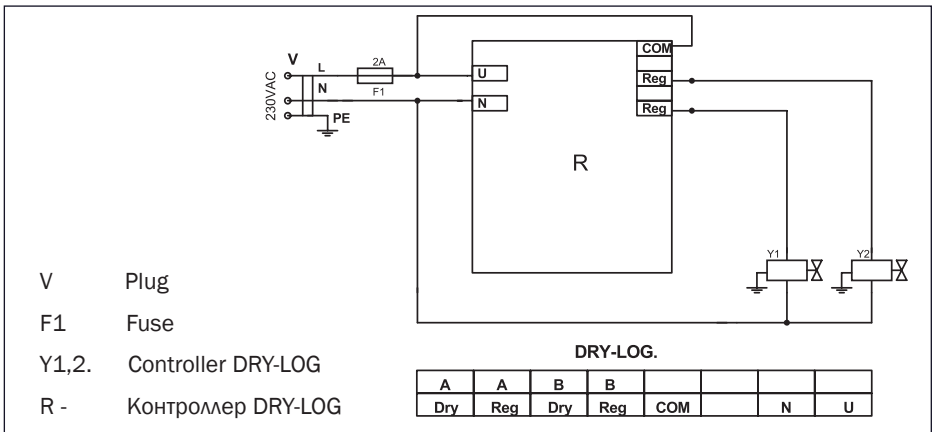 V
L
2A
N
F1
230VAC
PE
U
N
COM
Reg
Reg
R
Y1
Y2
V Plug
F1 Fuse
Y1,2. Controller DRY-LOG
R - Контроллер DRY-LOG
DRY-LOG.
A A B B
Dry Reg Dry Reg COM N U